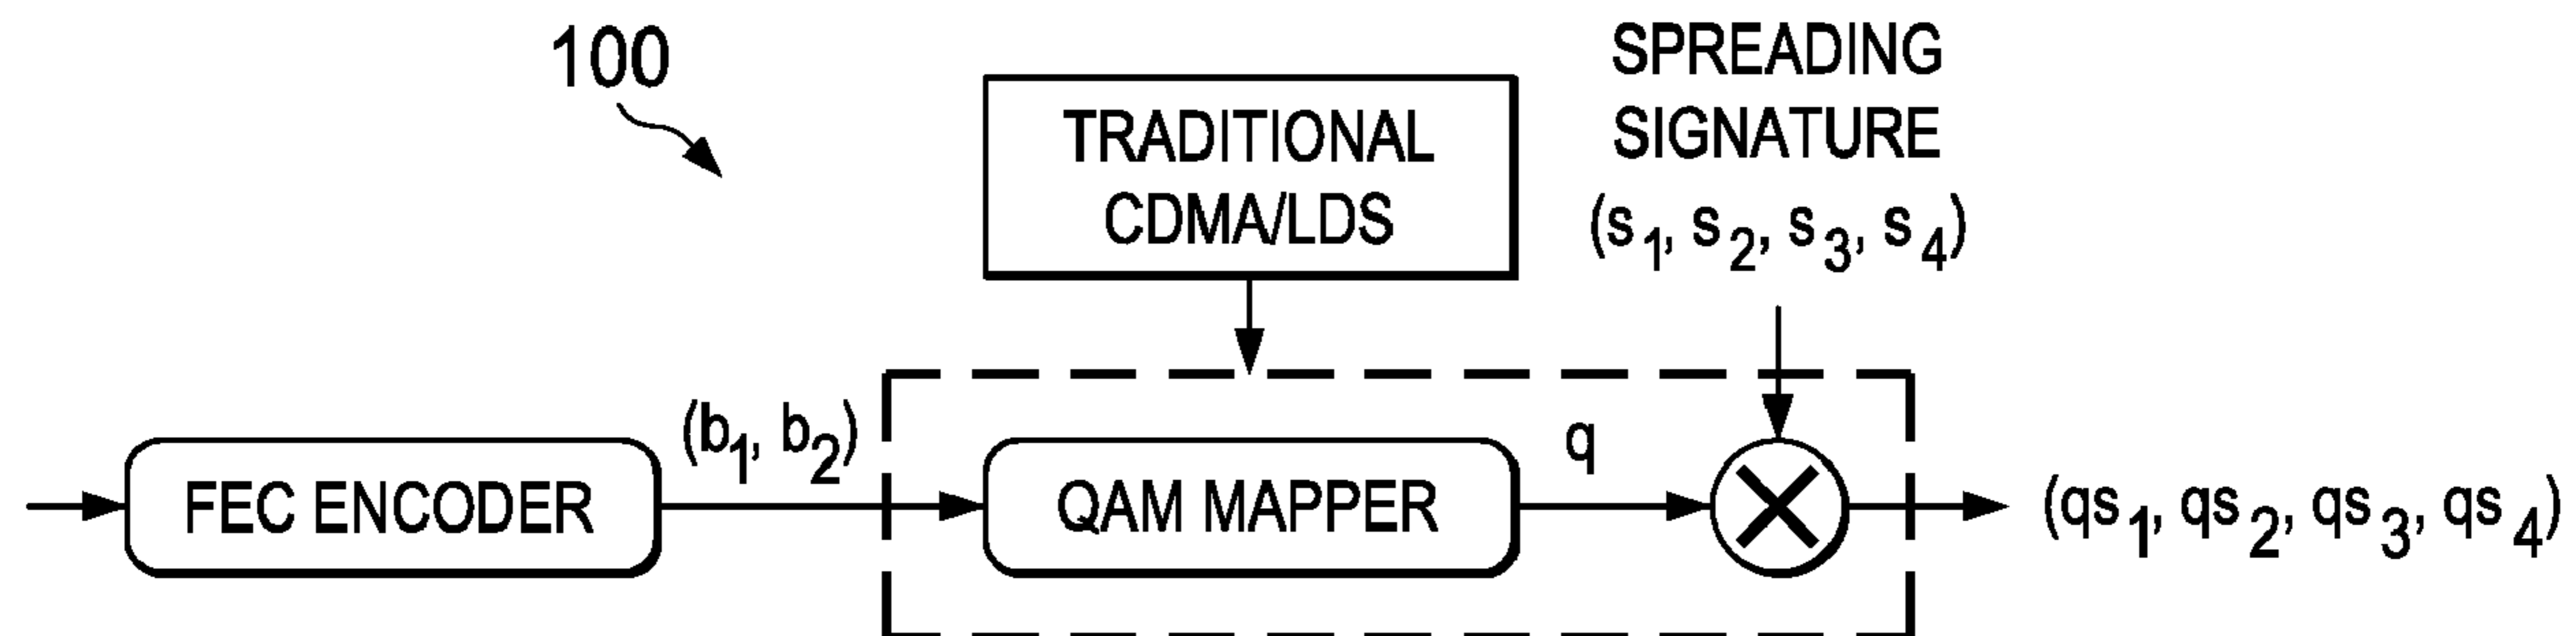 100
TRADITIONAL
CDMA/LDS
SPREADING
SIGNATURE
(s1, s2, s3, s4)
FEC ENCODER
(b1, b2)
QAM MAPPER
q
(qs1, qs2, qs3, qs4)